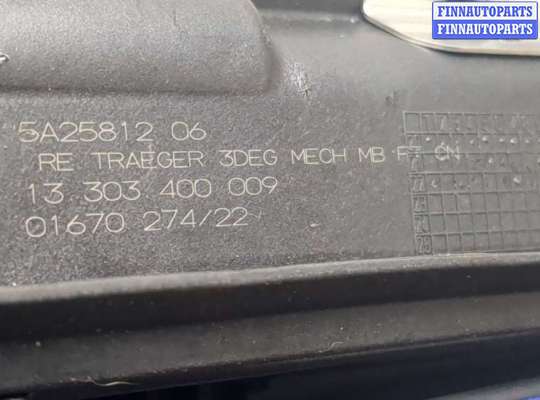 FINNAUTOPARTS
FINNAUTOPARTS
5A25812 06
RE TRAEGER 3DEG MECH MB F7 CN
13 303 400 009
01670 274/22